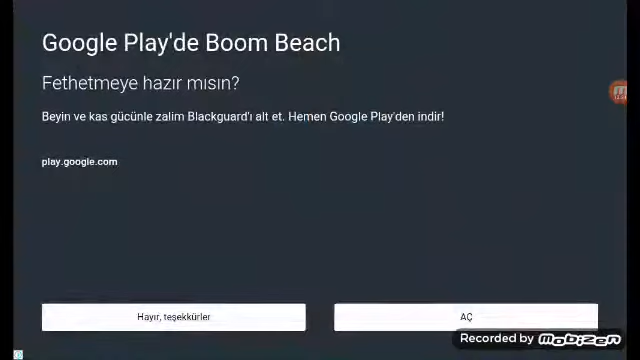 Google Play'de Boom Beach
Fethetmeye hazır mısın?
Beyin ve kas gücünle zalim Blackguard'ı alt et. Hemen Google Play'den indir!
play.google.com
Hayır, teşekkürler
AÇ
Recorded by mobizen